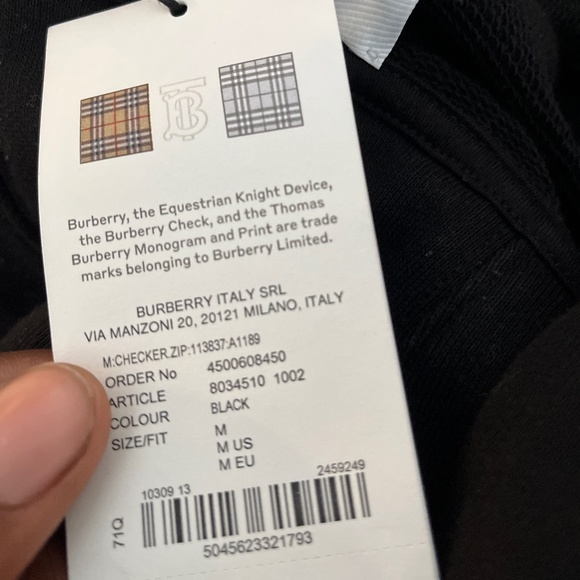 TB
Burberry, the Equestrian Knight Device,
the Burberry Check, and the Thomas
Burberry Monogram and Print are trade
marks belonging to Burberry Limited.
BURBERRY ITALY SRL
VIA MANZONI 20, 20121 MILANO, ITALY
M:CHECKER.ZIP:113837:A1189
ORDER No 4500608450
ARTICLE 8034510 1002
COLOUR BLACK
SIZE/FIT M
M US
M EU
10309 13 2459249
71Q
5045623321793